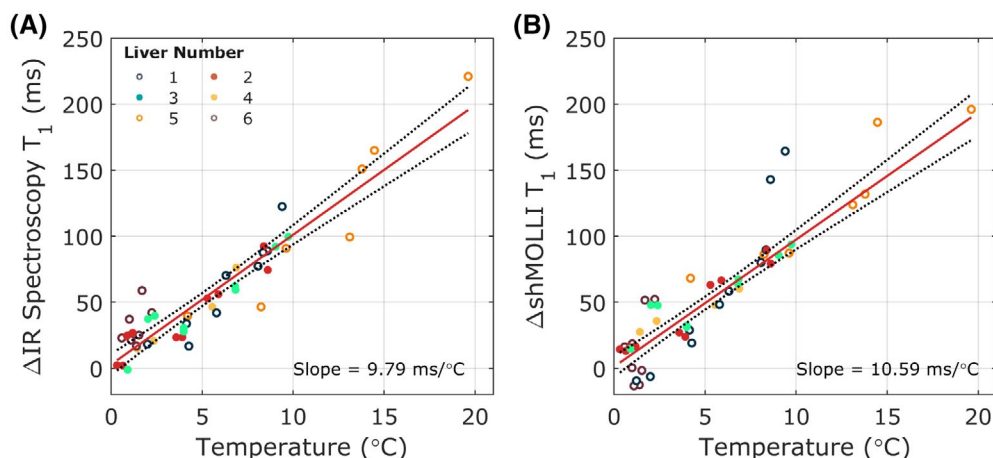 (A)
250
200
150
100
50
0
ΔIR Spectroscopy T₁ (ms)
Liver Number
1 2
3 4
5 6
Slope = 9.79 ms/°C
0 5 10 15 20
Temperature (°C)
(B)
250
200
150
100
50
0
ΔshMOLLI T₁ (ms)
Slope = 10.59 ms/°C
0 5 10 15 20
Temperature (°C)